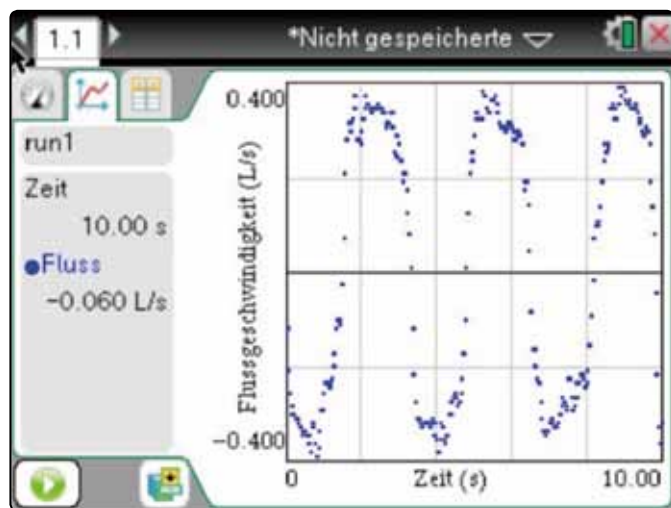 1.1
*Nicht gespeicherte
run1
Zeit
10.00 s
Fluss
-0.060 L/s
0.400
Flussgeschwindigkeit (L/s)
-0.400
0
Zeit (s)
10.00